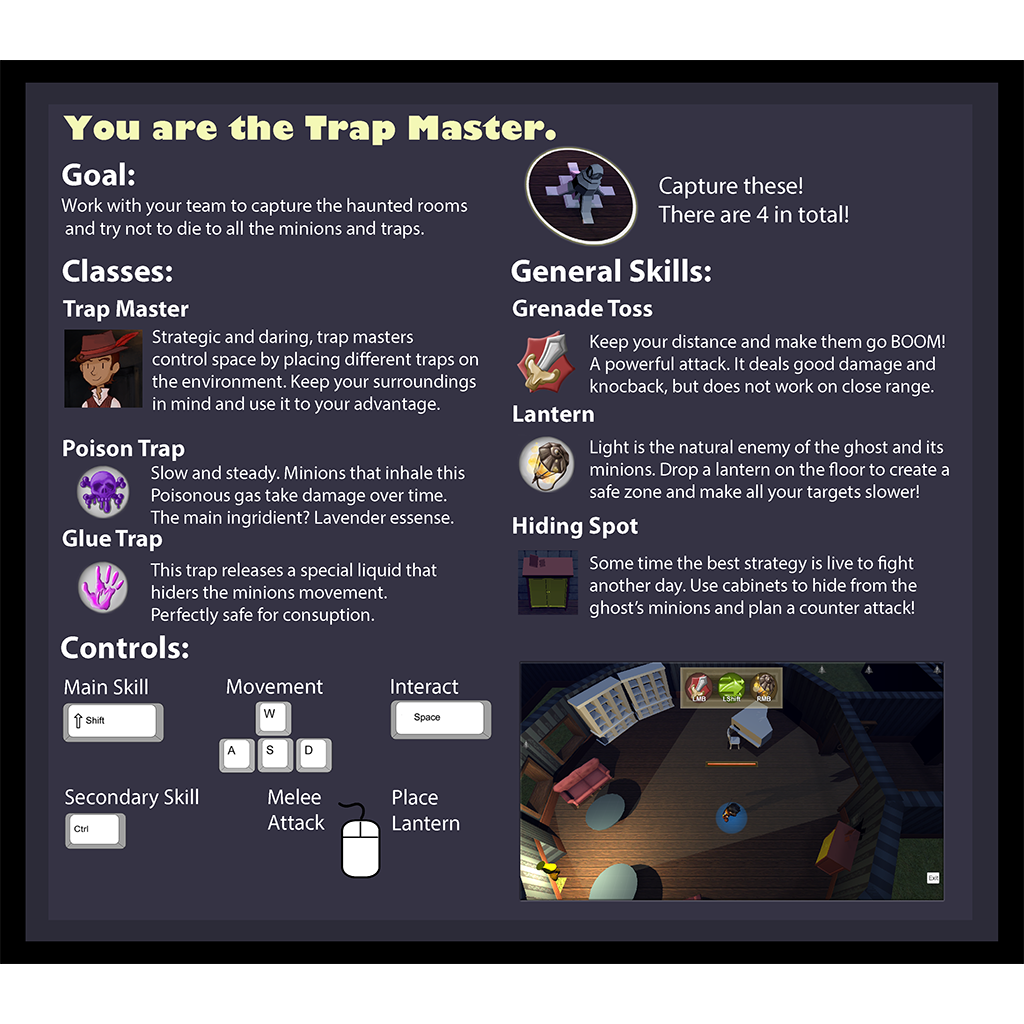 You are the Trap Master.
Goal:
Work with your team to capture the haunted rooms
and try not to die to all the minions and traps.
Capture these!
There are 4 in total!
Classes:
Trap Master
Strategic and daring, trap masters
control space by placing different traps on
the environment. Keep your surroundings
in mind and use it to your advantage.
Poison Trap
Slow and steady. Minions that inhale this
Poisonous gas take damage over time.
The main ingridient? Lavender essense.
Glue Trap
This trap releases a special liquid that
hiders the minions movement.
Perfectly safe for consuption.
General Skills:
Grenade Toss
Keep your distance and make them go BOOM!
A powerful attack. It deals good damage and
knocback, but does not work on close range.
Lantern
Light is the natural enemy of the ghost and its
minions. Drop a lantern on the floor to create a
safe zone and make all your targets slower!
Hiding Spot
Some time the best strategy is live to fight
another day. Use cabinets to hide from the
ghost's minions and plan a counter attack!
Controls:
Main Skill
Shift
Movement
W
A S D
Interact
Space
Secondary Skill
Ctrl
Melee
Attack
Place
Lantern
LMB LShift RMB
Exit